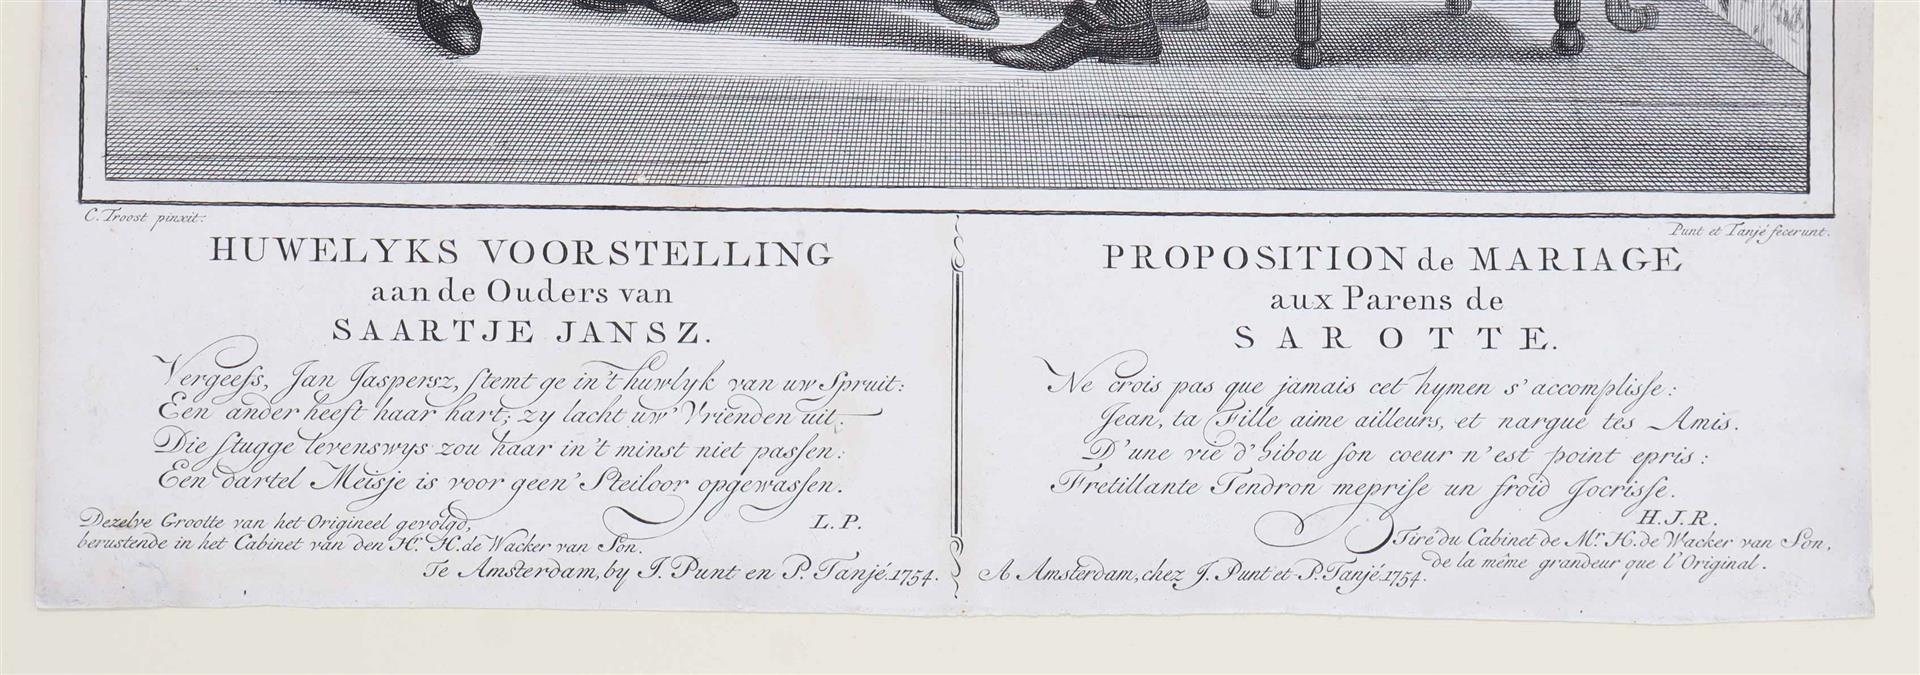 C. Troost pinxit.
Punt et Tanjé fecerunt.
HUWELYKS VOORSTELLING
aan de Ouders van
SAARTJE JANSZ.
Vergeefs, Jan Jaspersz, stemt ge in 't huwlyk van uw Spruit:
Een ander heeft haar hart; zy lacht uw' Vrienden uit.
Die stugge levenswys zou haar in 't minst niet passen:
Een dartel Meisje is voor geen' Steiloor opgewassen.
L. P.
Dezelve Grootte van het Origineel gevolgd,
berustende in het Cabinet van den Hr. H. de Wacker van Son.
Te Amsterdam, by J. Punt en P. Tanjé. 1754.
PROPOSITION de MARIAGE
aux Parens de
SAROTTE.
Ne crois pas que jamais cet hymen s' accomplisse:
Jean, ta Fille aime ailleurs, et nargue tes Amis.
D'une vie d'hibou son coeur n'est point epris:
Fretillante Tendron meprise un froid Jocrisse.
H. J. R.
Tiré du Cabinet de Mr. H. de Wacker van Son,
de la même grandeur que l'Original.
A Amsterdam, chez J. Punt et P. Tanjé. 1754.